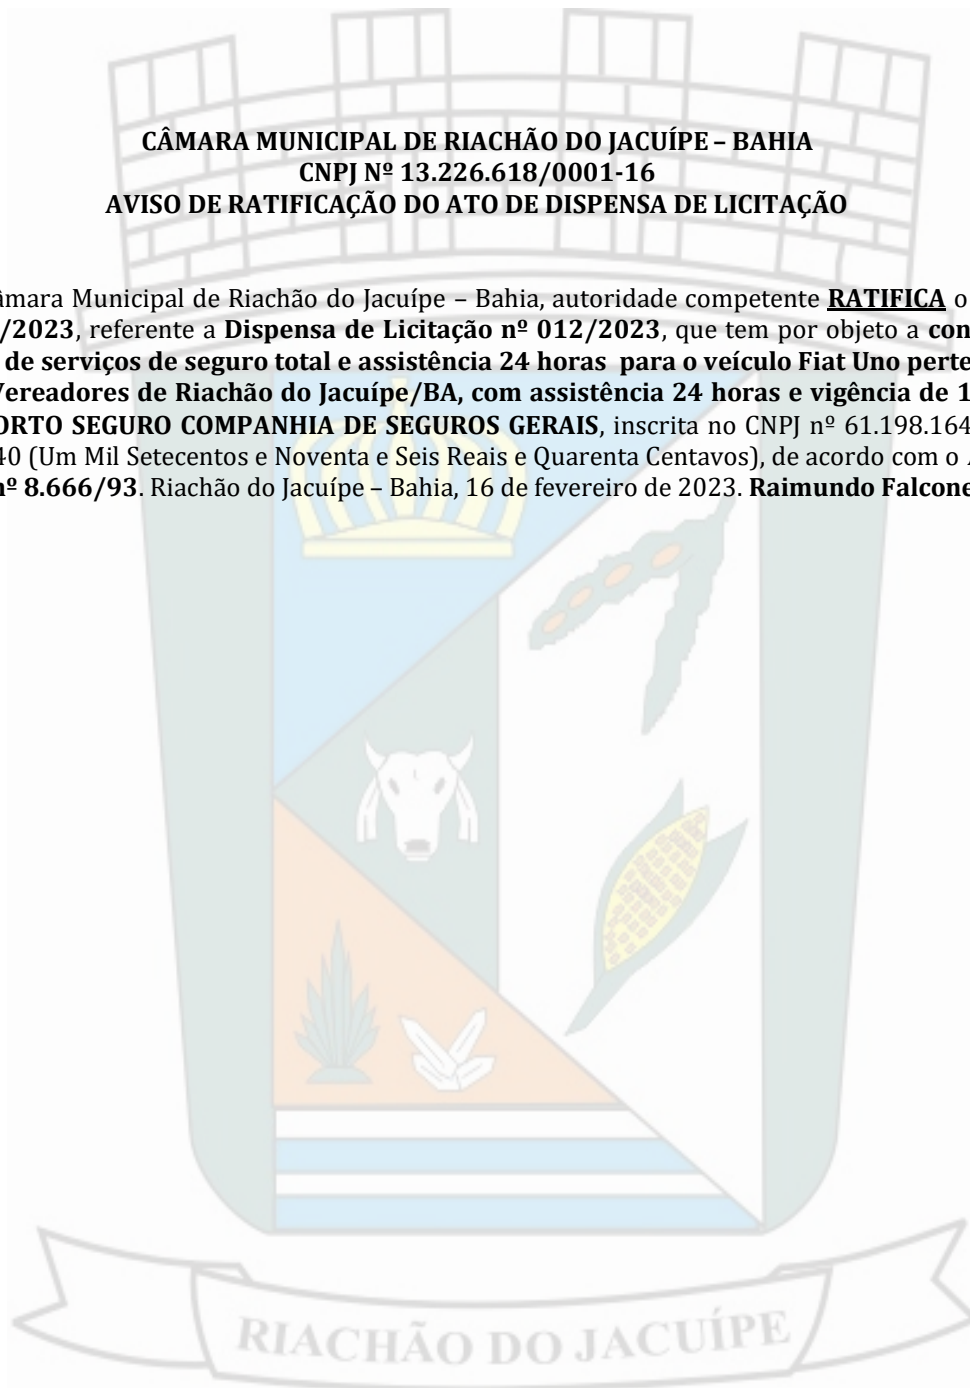 CÂMARA MUNICIPAL DE RIACHÃO DO JACUÍPE – BAHIA
CNPJ Nº 13.226.618/0001-16
AVISO DE RATIFICAÇÃO DO ATO DE DISPENSA DE LICITAÇÃO
âmara Municipal de Riachão do Jacuípe – Bahia, autoridade competente RATIFICA o
/2023, referente a Dispensa de Licitação nº 012/2023, que tem por objeto a con
de serviços de seguro total e assistência 24 horas para o veículo Fiat Uno perte
Vereadores de Riachão do Jacuípe/BA, com assistência 24 horas e vigência de 1
ORTO SEGURO COMPANHIA DE SEGUROS GERAIS, inscrita no CNPJ nº 61.198.164
40 (Um Mil Setecentos e Noventa e Seis Reais e Quarenta Centavos), de acordo com o A
nº 8.666/93. Riachão do Jacuípe – Bahia, 16 de fevereiro de 2023. Raimundo Falcone
RIACHÃO DO JACUÍPE